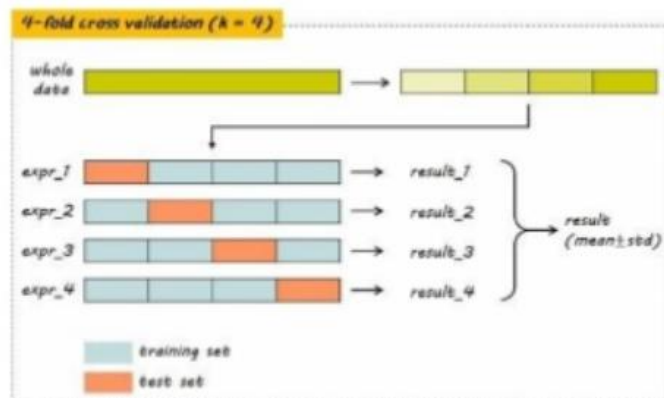 4-fold cross validation (k = 4)
whole
data
expr_1
result_1
expr_2
result_2
expr_3
result_3
expr_4
result_4
result
(mean±std)
training set
test set